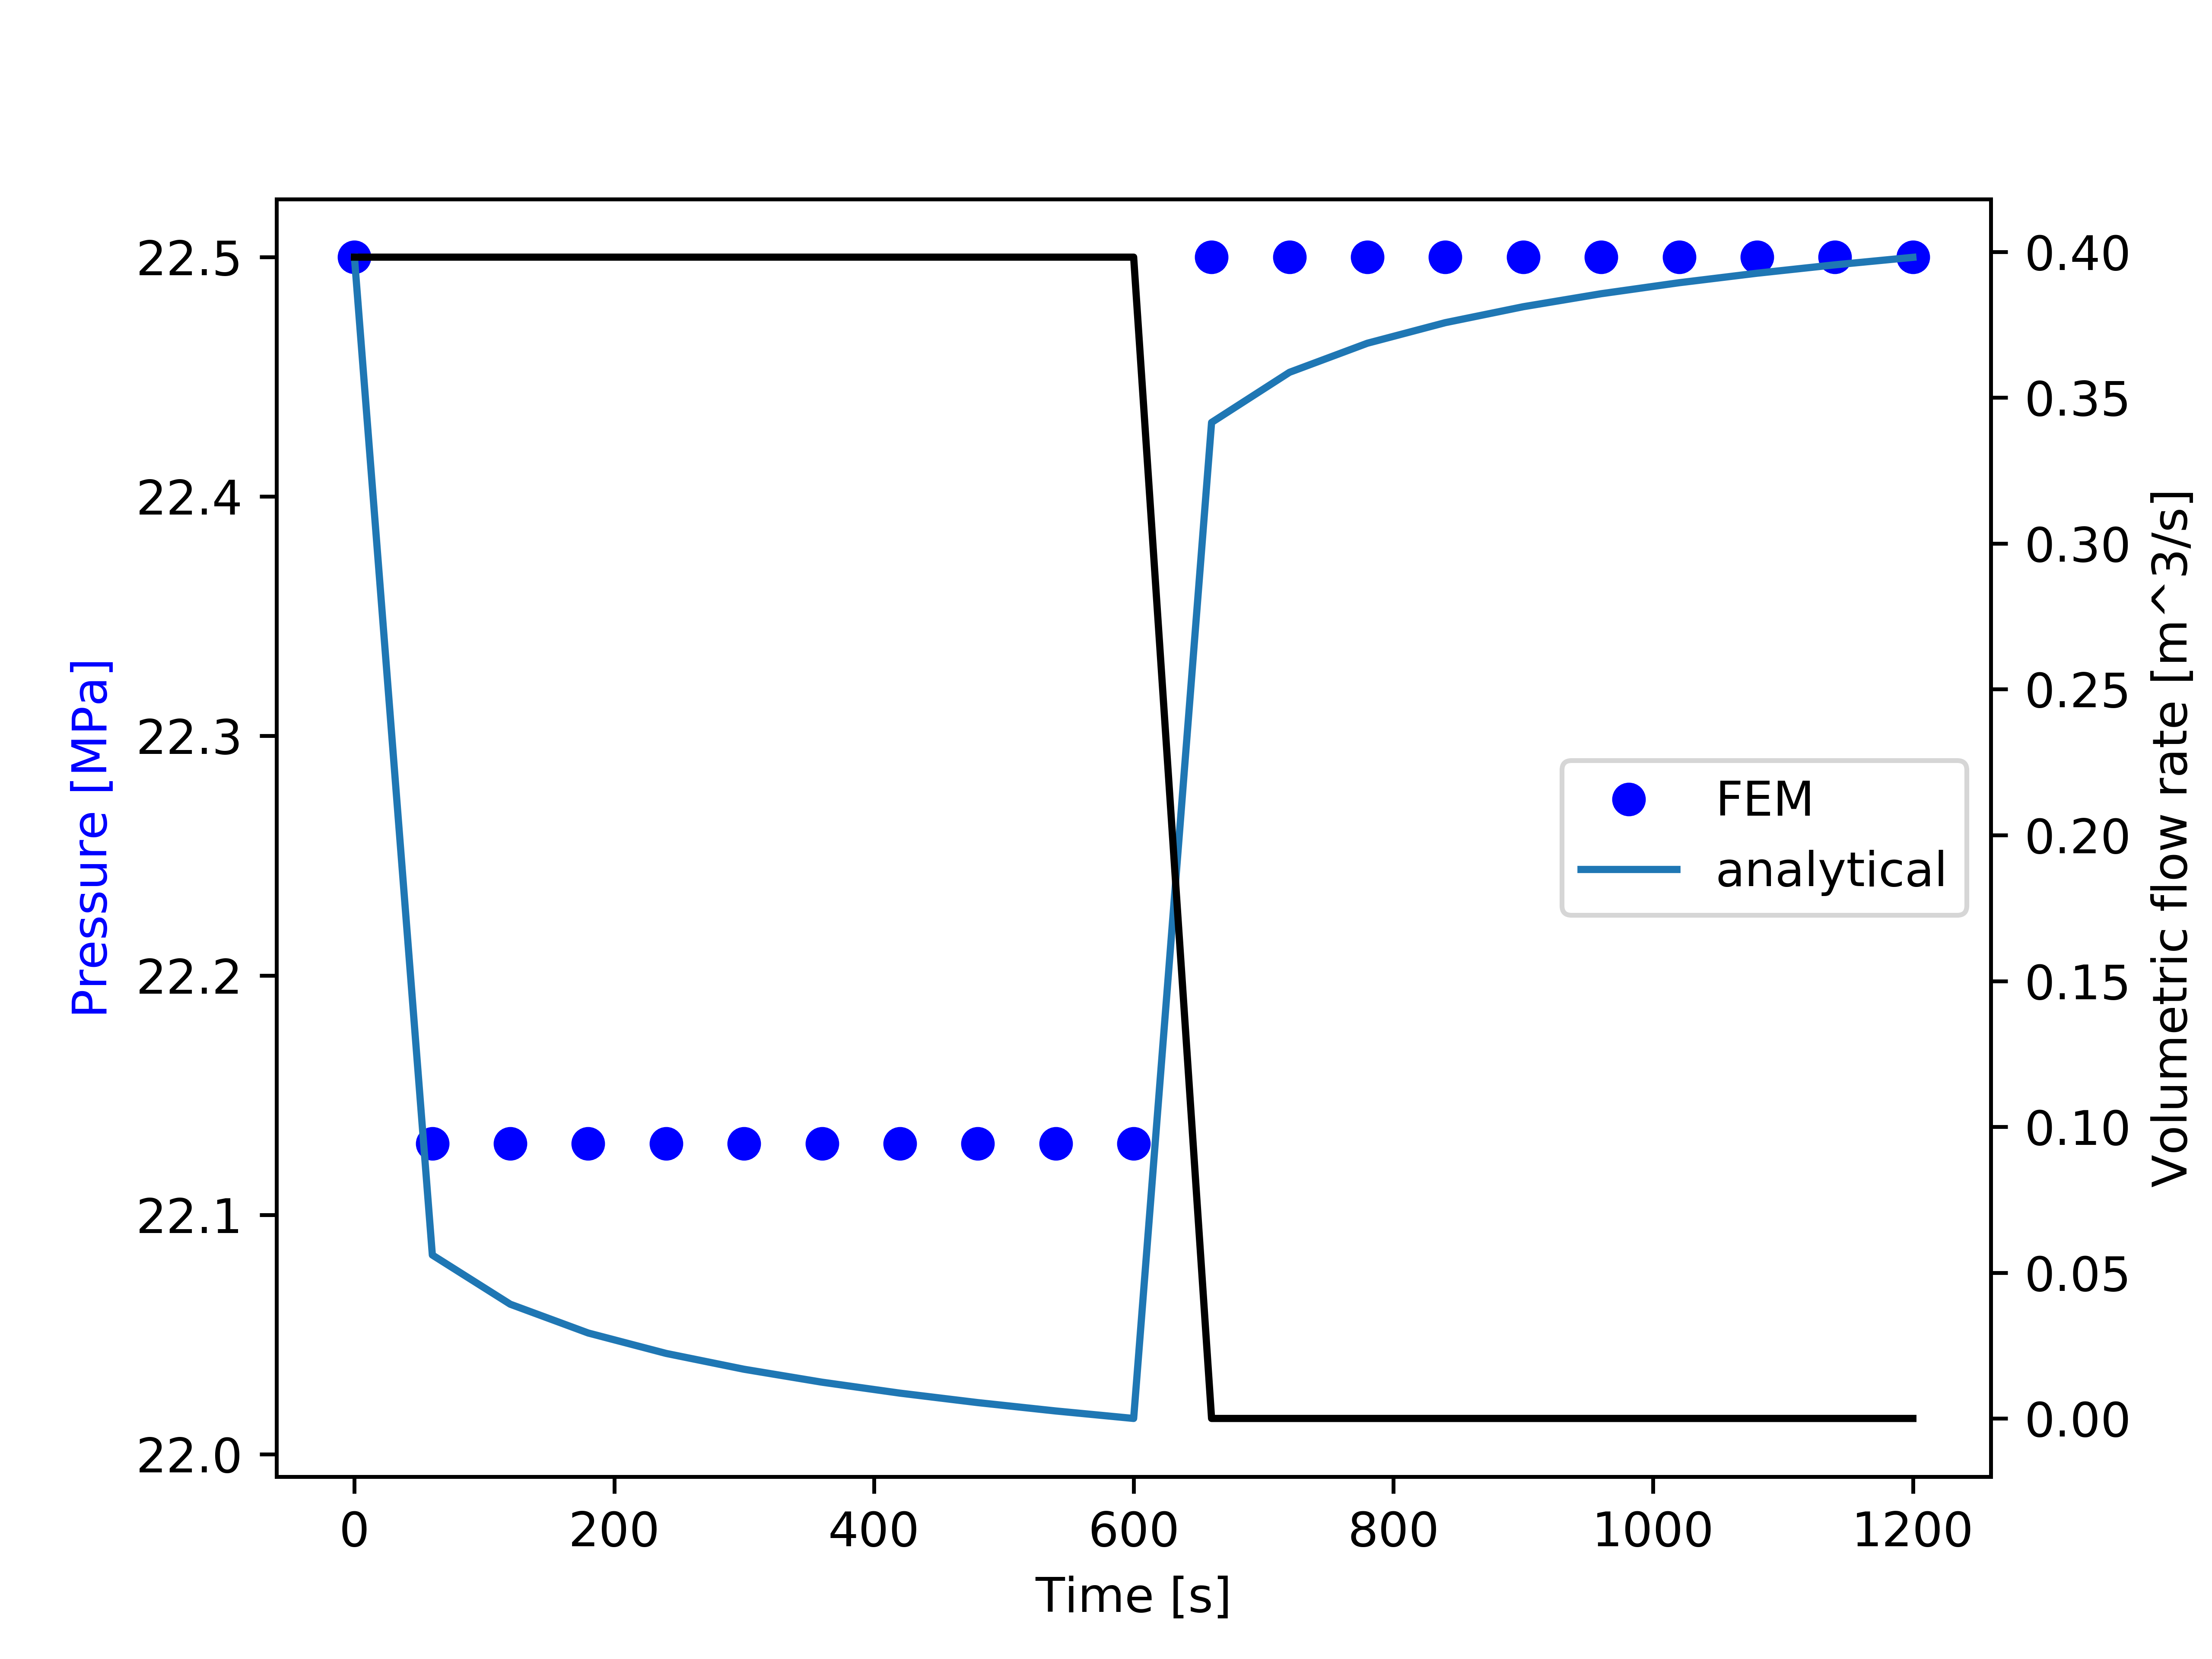 22.5
22.4
22.3
22.2
22.1
22.0
Pressure [MPa]
0.40
0.35
0.30
0.25
0.20
0.15
0.10
0.05
0.00
Volumetric flow rate [m^3/s]
FEM
analytical
0 200 400 600 800 1000 1200
Time [s]